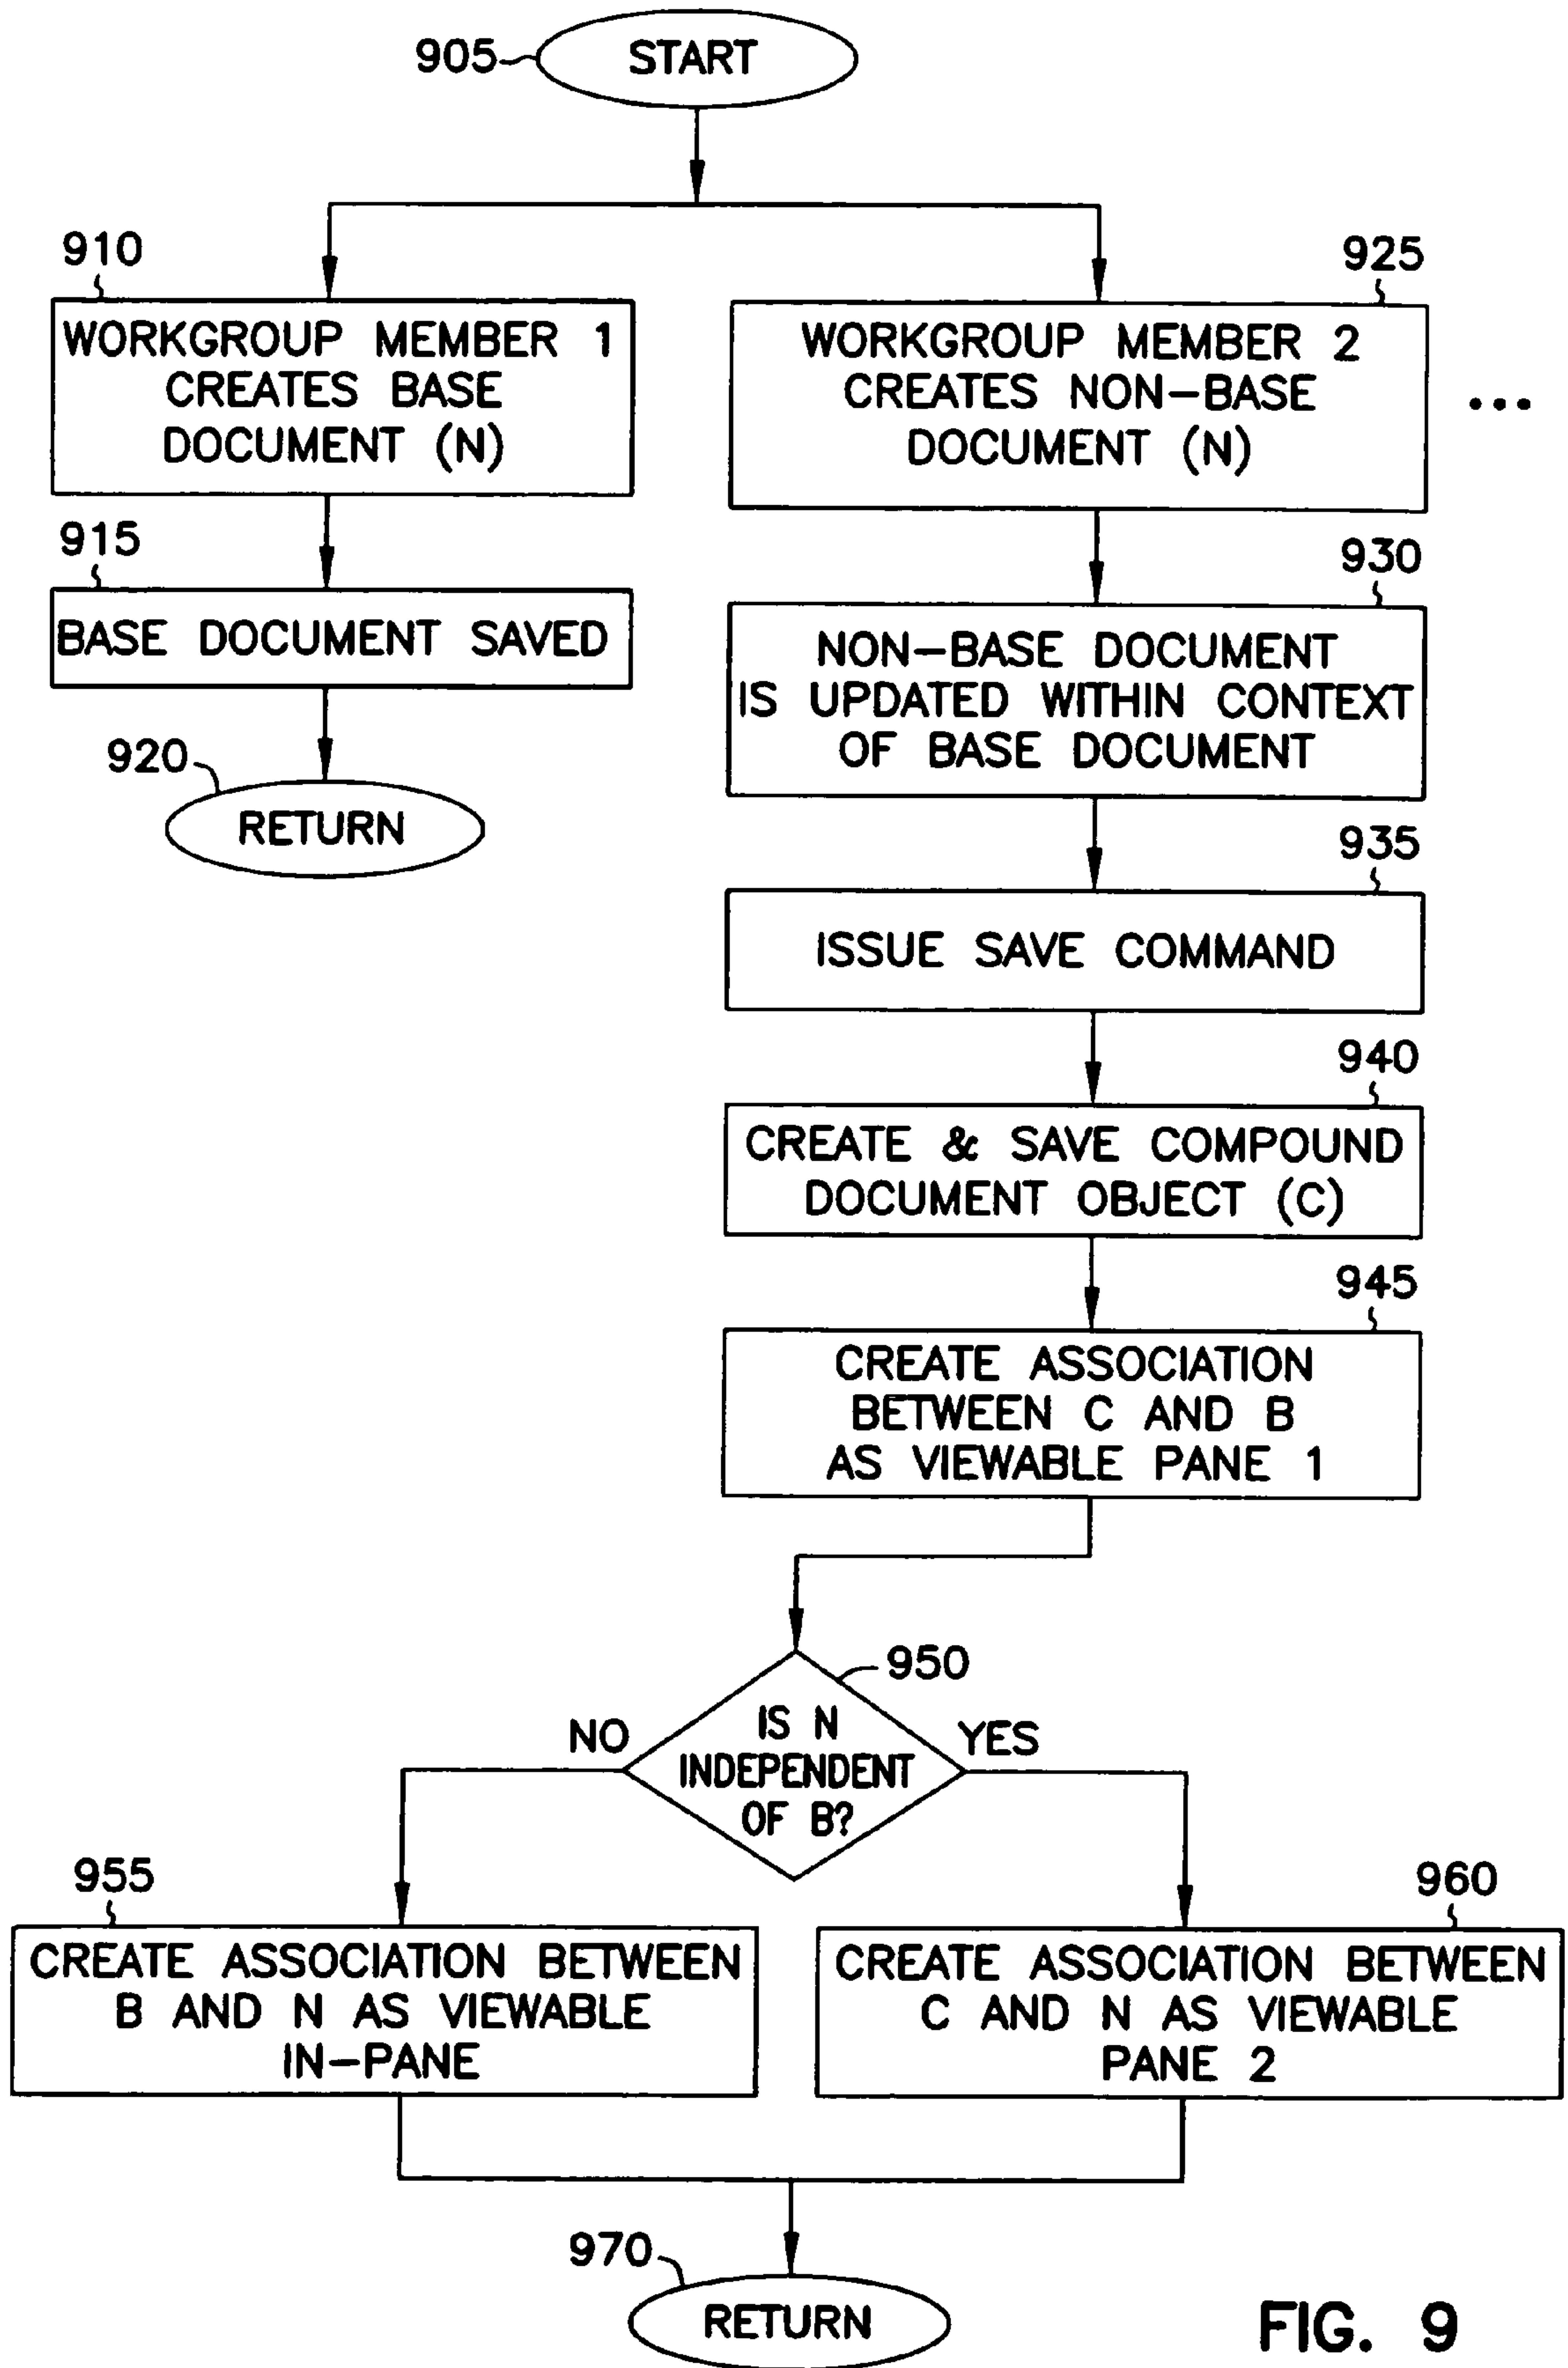 905
START
910
WORKGROUP MEMBER 1
CREATES BASE
DOCUMENT (N)
925
WORKGROUP MEMBER 2
CREATES NON-BASE
DOCUMENT (N)
...
915
BASE DOCUMENT SAVED
920
RETURN
930
NON-BASE DOCUMENT
IS UPDATED WITHIN CONTEXT
OF BASE DOCUMENT
935
ISSUE SAVE COMMAND
940
CREATE & SAVE COMPOUND
DOCUMENT OBJECT (C)
945
CREATE ASSOCIATION
BETWEEN C AND B
AS VIEWABLE PANE 1
950
IS N
INDEPENDENT
OF B?
NO
YES
955
CREATE ASSOCIATION BETWEEN
B AND N AS VIEWABLE
IN-PANE
960
CREATE ASSOCIATION BETWEEN
C AND N AS VIEWABLE
PANE 2
970
RETURN
FIG. 9